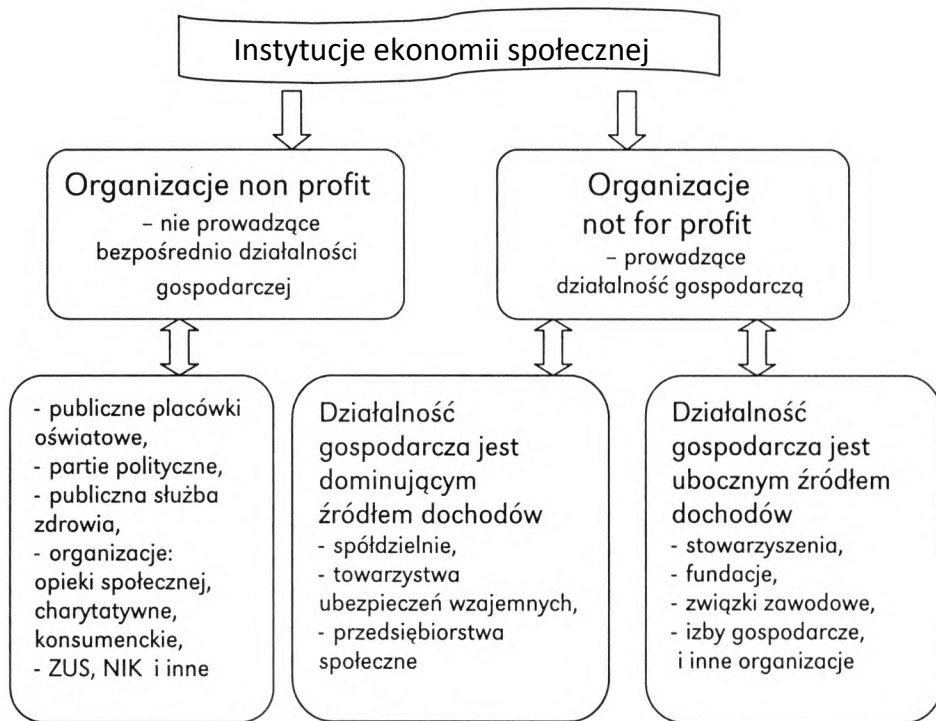 Instytucje ekonomii społecznej
Organizacje non profit
– nie prowadzące
bezpośrednio działalności
gospodarczej
Organizacje
not for profit
– prowadzące
działalność gospodarczą
- publiczne placówki
oświatowe,
- partie polityczne,
- publiczna służba
zdrowia,
- organizacje:
opieki społecznej,
charytatywne,
konsumenckie,
- ZUS, NIK i inne
Działalność
gospodarcza jest
dominującym
źródłem dochodów
- spółdzielnie,
- towarzystwa
ubezpieczeń wzajemnych,
- przedsiębiorstwa
społeczne
Działalność
gospodarcza jest
ubocznym źródłem
dochodów
- stowarzyszenia,
- fundacje,
- związki zawodowe,
- izby gospodarcze,
i inne organizacje